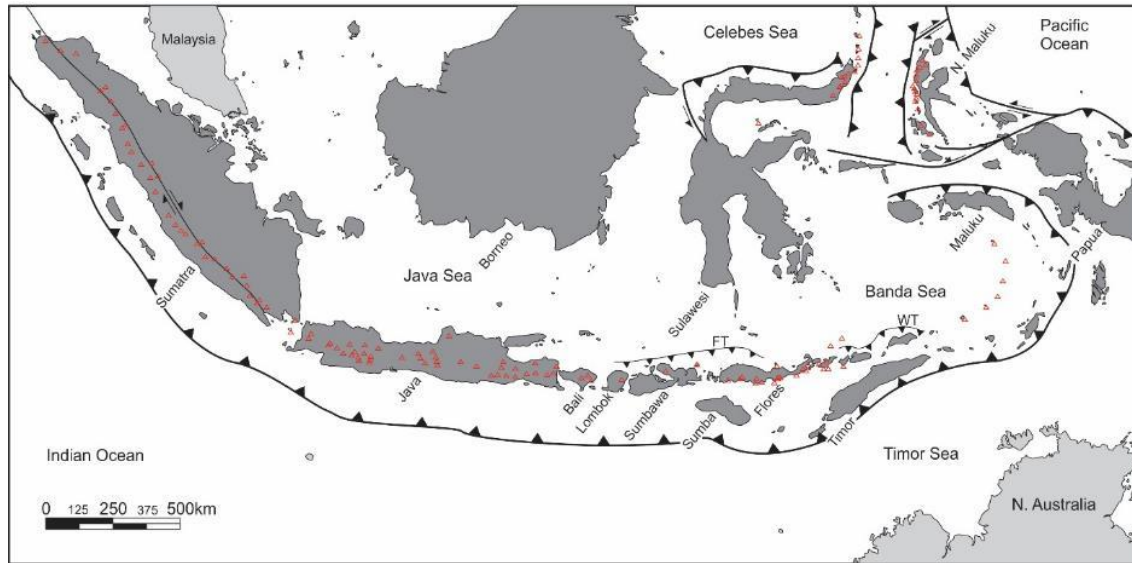 Malaysia
Celebes Sea
N. Maluku
Pacific
Ocean
Sumatra
Java Sea
Borneo
Sulawesi
Banda Sea
Maluku
Papua
FT
WT
Java
Bali
Lombok
Sumbawa
Sumba
Flores
Timor
Indian Ocean
Timor Sea
0 125 250 375 500km
N. Australia